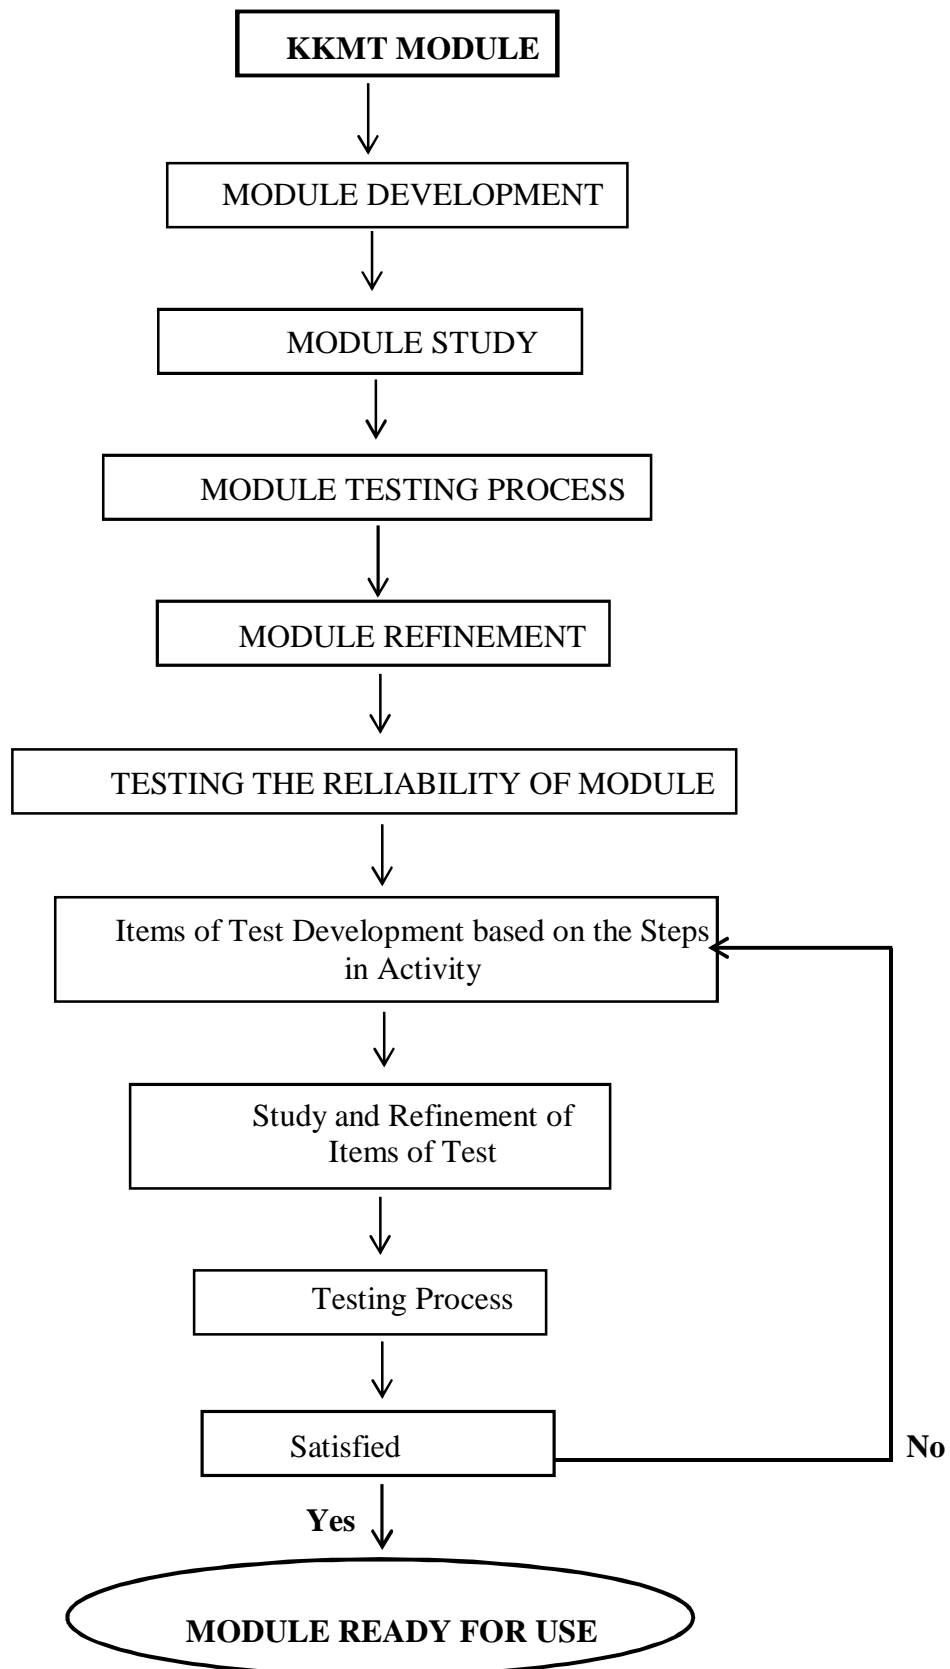 KKMT MODULE
MODULE DEVELOPMENT
MODULE STUDY
MODULE TESTING PROCESS
MODULE REFINEMENT
TESTING THE RELIABILITY OF MODULE
Items of Test Development based on the Steps
in Activity
Study and Refinement of
Items of Test
Testing Process
Satisfied
No
Yes
MODULE READY FOR USE